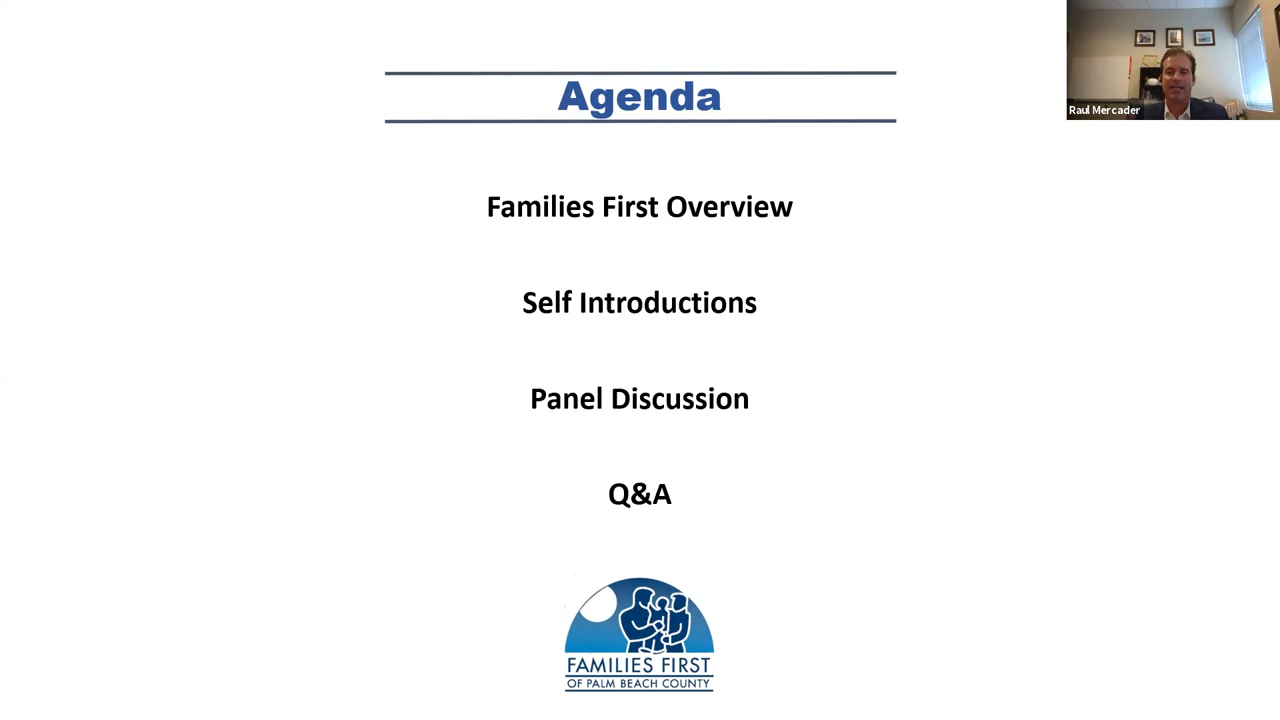 Agenda
Raul Mercader
Families First Overview
Self Introductions
Panel Discussion
Q&A
FAMILIES FIRST
OF PALM BEACH COUNTY